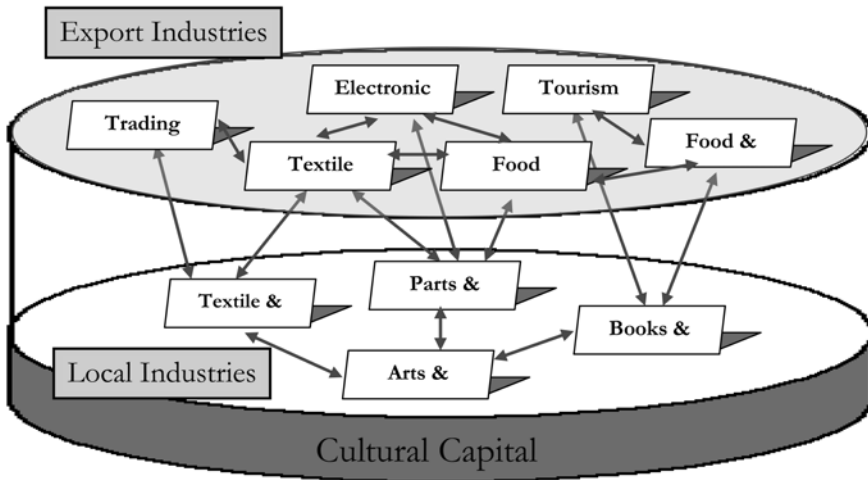 Export Industries
Electronic
Tourism
Trading
Food &
Textile
Food
Parts &
Textile &
Books &
Local Industries
Arts &
Cultural Capital